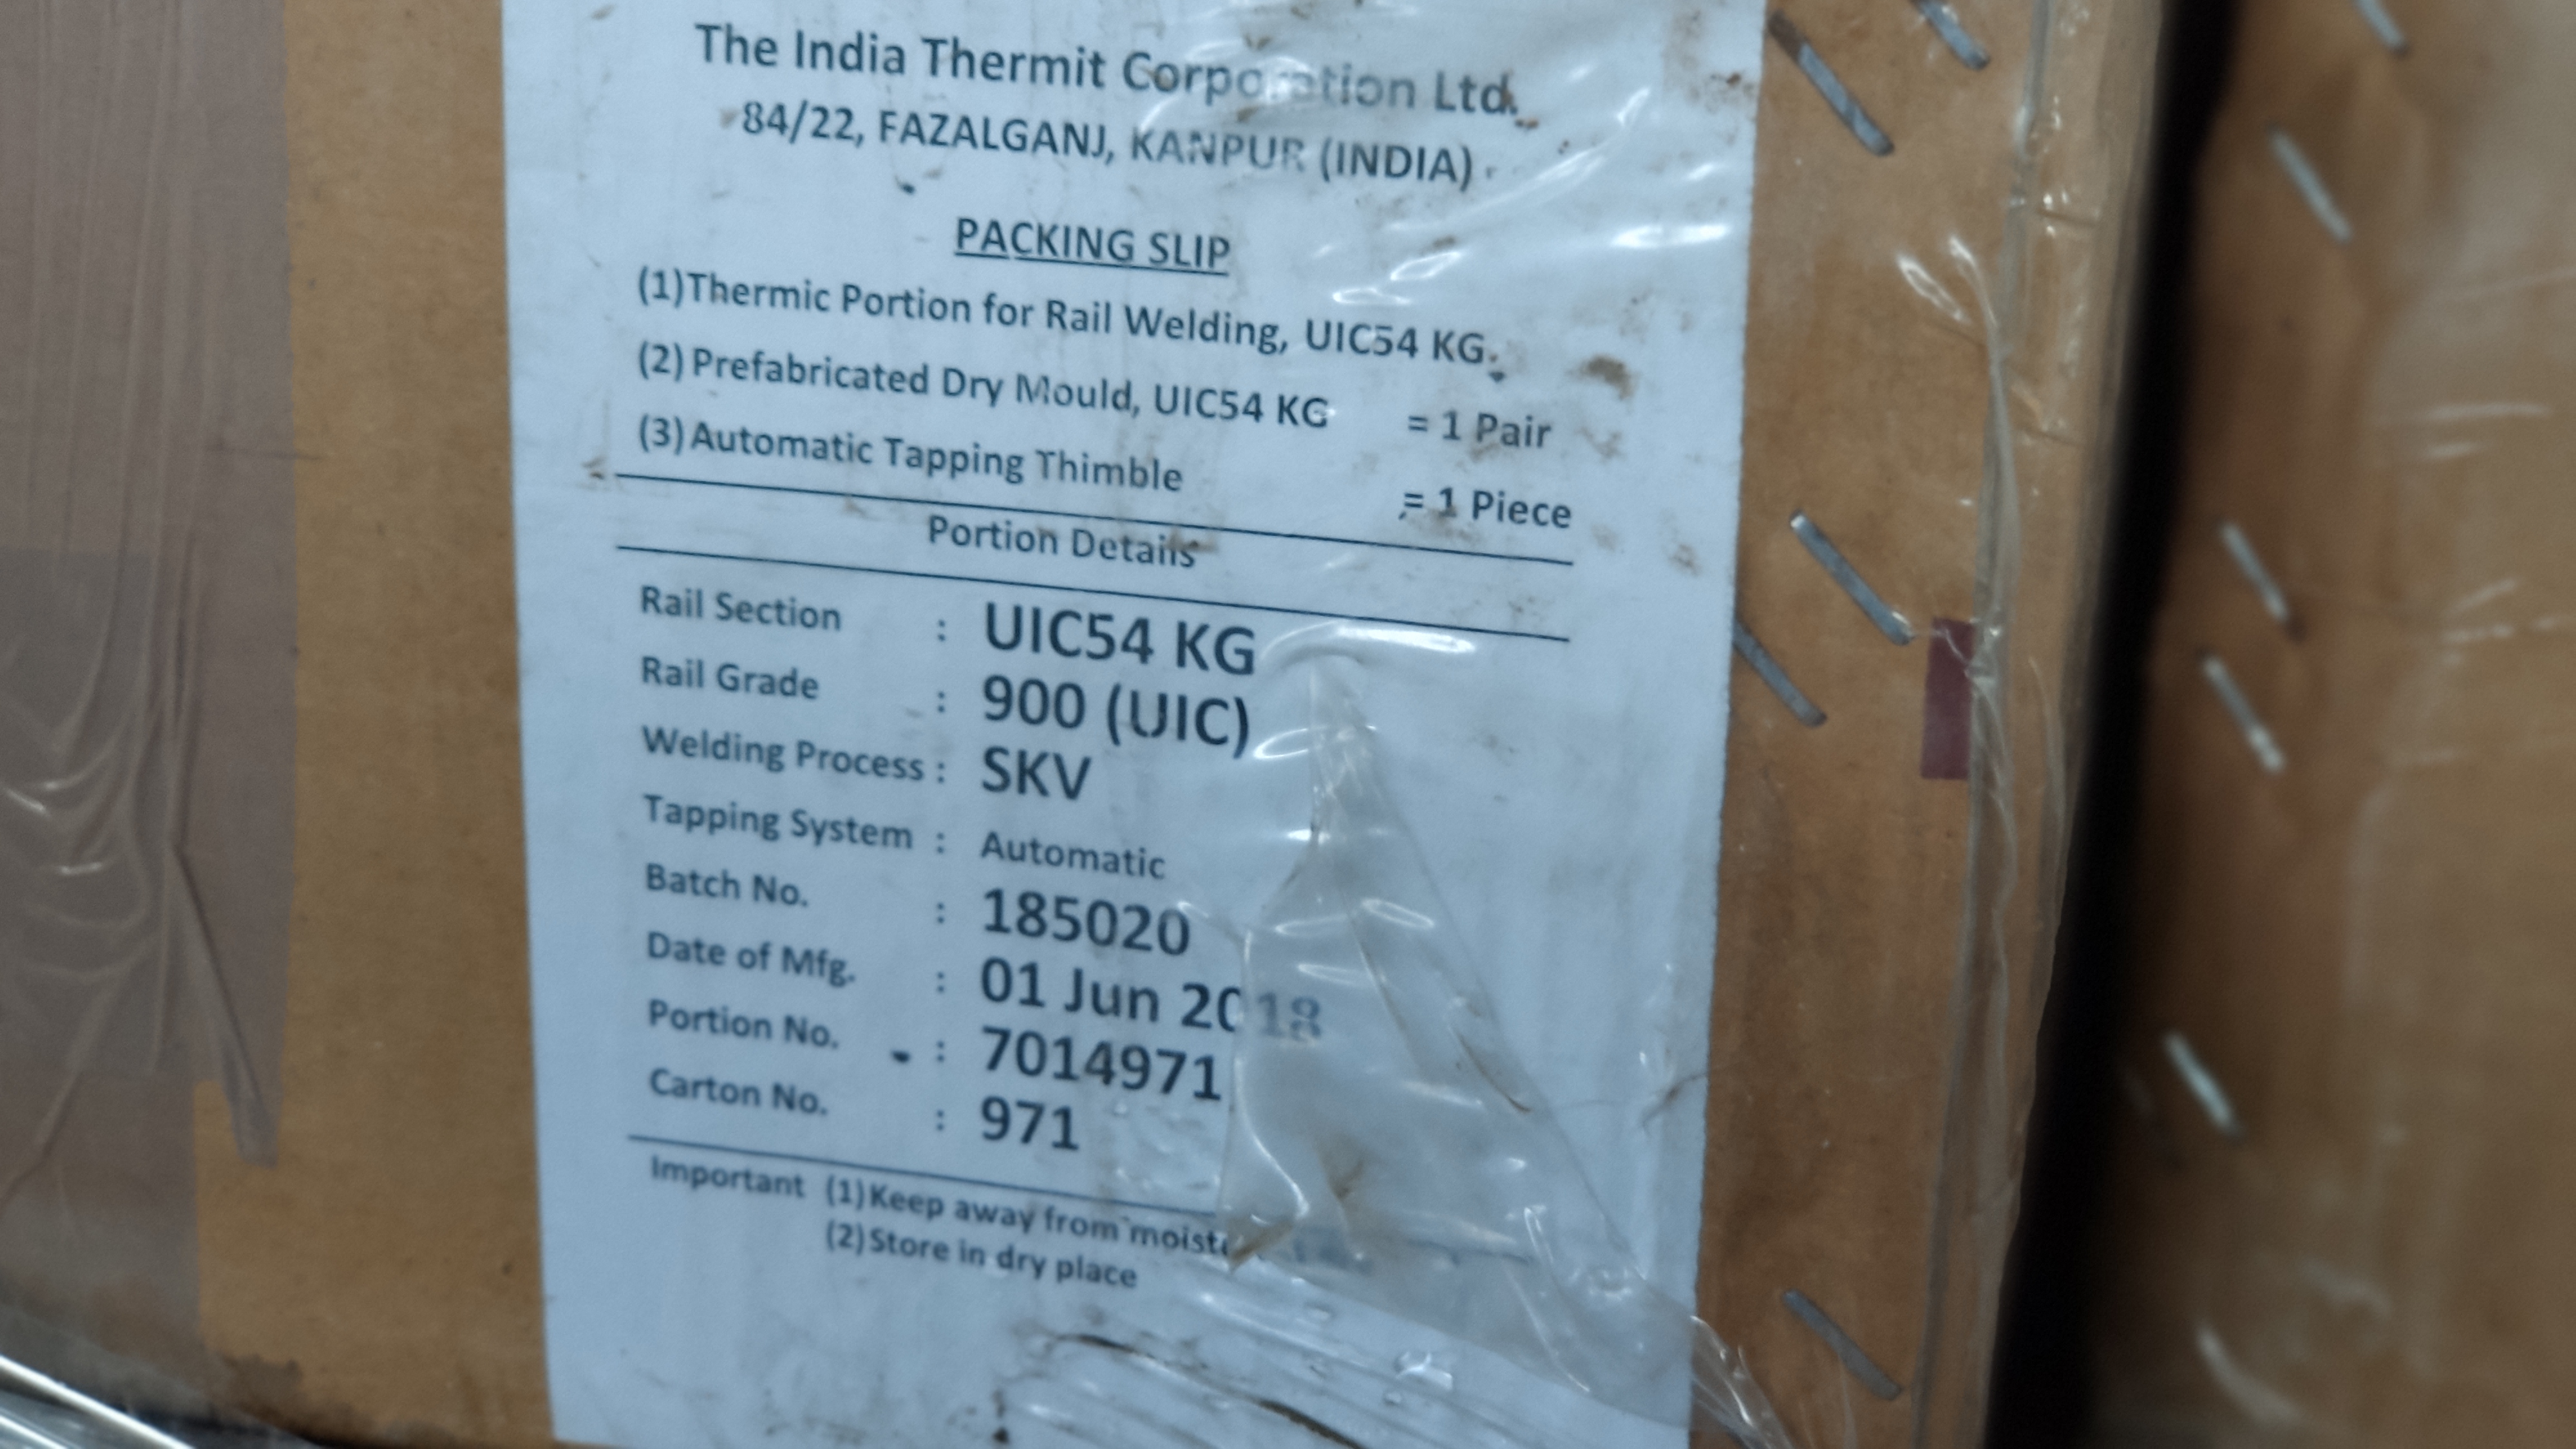 The India Thermit Corporation Ltd.
84/22, FAZALGANJ, KANPUR (INDIA)
PACKING SLIP
(1) Thermic Portion for Rail Welding, UIC54 KG.
(2) Prefabricated Dry Mould, UIC54 KG = 1 Pair
(3) Automatic Tapping Thimble = 1 Piece
Portion Details
Rail Section : UIC54 KG
Rail Grade : 900 (UIC)
Welding Process : SKV
Tapping System : Automatic
Batch No. : 185020
Date of Mfg. : 01 Jun 2018
Portion No. : 7014971
Carton No. : 971
Important (1) Keep away from
(2) Store in dry place